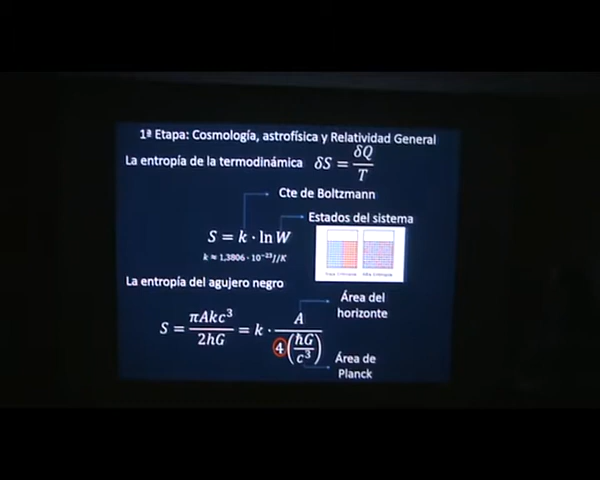 1ª Etapa: Cosmología, astrofísica y Relatividad General
La entropía de la termodinámica δS = δQ/T
Cte de Boltzmann
Estados del sistema
S = k · ln W
k ≈ 1,3806 · 10⁻²³ J/K
La entropía del agujero negro
Área del
horizonte
S = πAkc³/2hG = k · A/4(ℏG/c³)
Área de
Planck